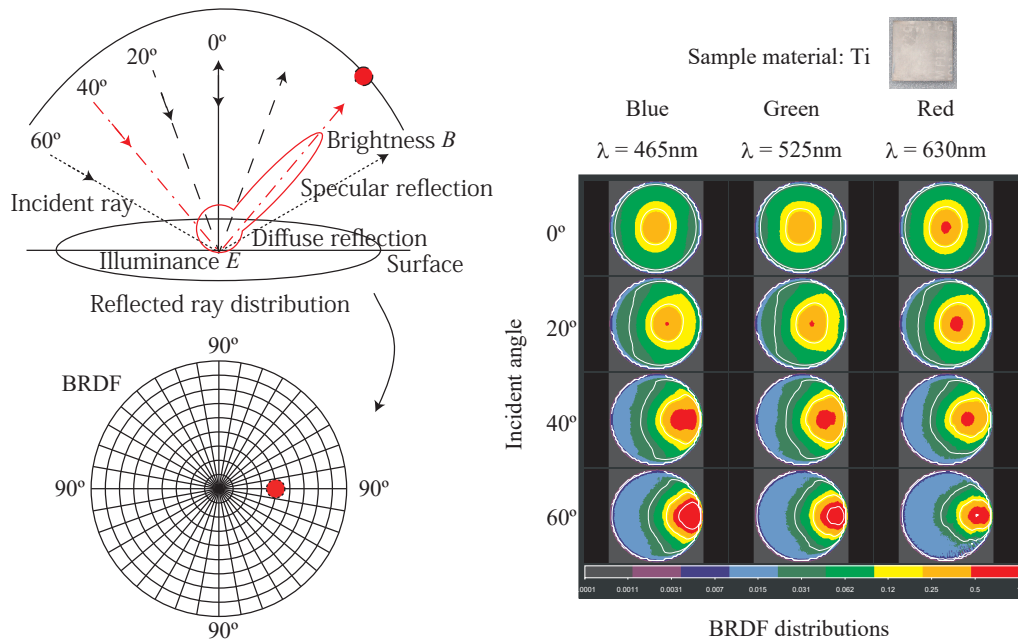 0º
20º
40º
60º
Brightness B
Specular reflection
Incident ray
Diffuse reflection
Illuminance E
Surface
Reflected ray distribution
BRDF
90º
90º
90º
90º
Sample material: Ti
Blue
Green
Red
λ = 465nm
λ = 525nm
λ = 630nm
Incident angle
0º
20º
40º
60º
.0001 0.0011 0.0031 0.007 0.015 0.031 0.062 0.12 0.25 0.5
BRDF distributions